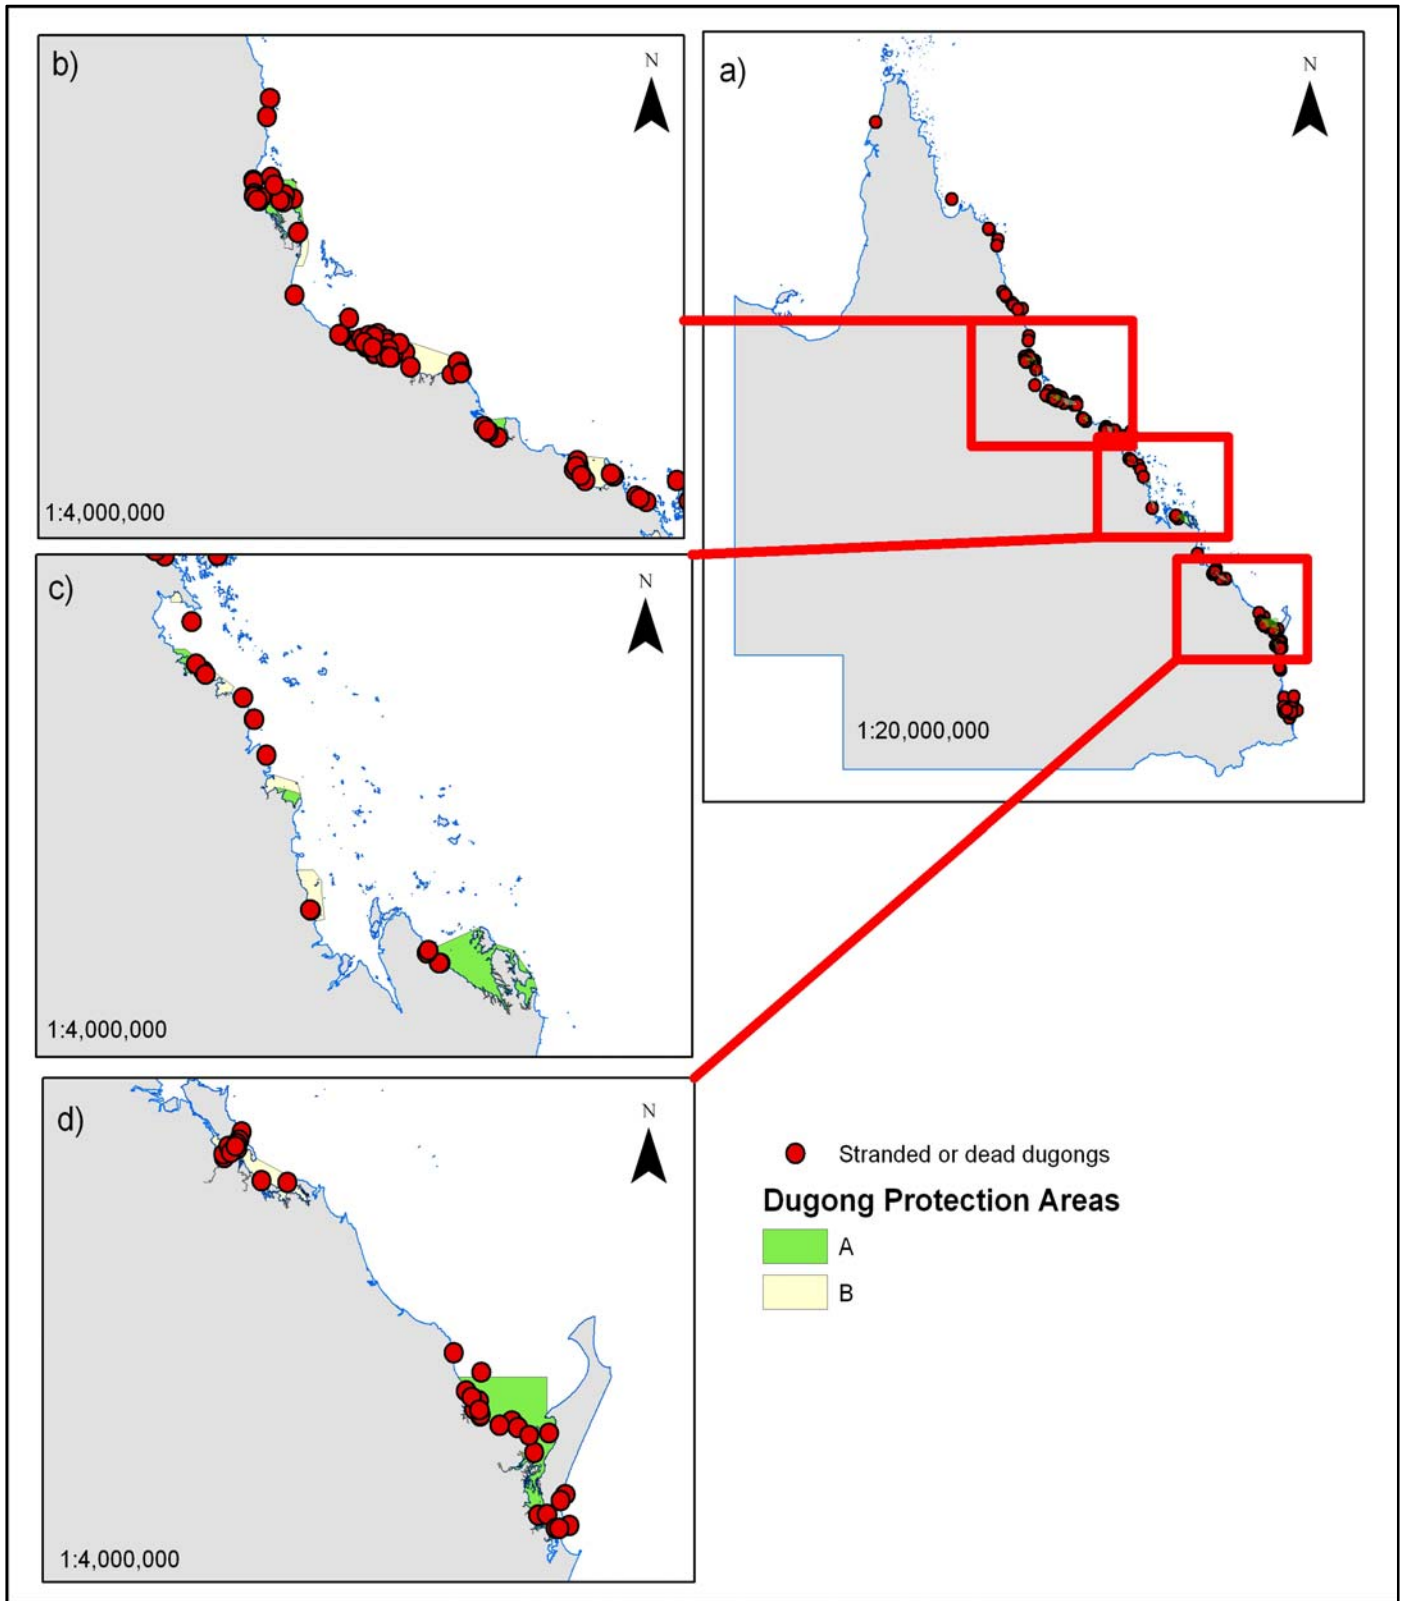 b)
N
1:4,000,000
a)
N
1:20,000,000
c)
N
1:4,000,000
d)
N
1:4,000,000
Stranded or dead dugongs
Dugong Protection Areas
A
B